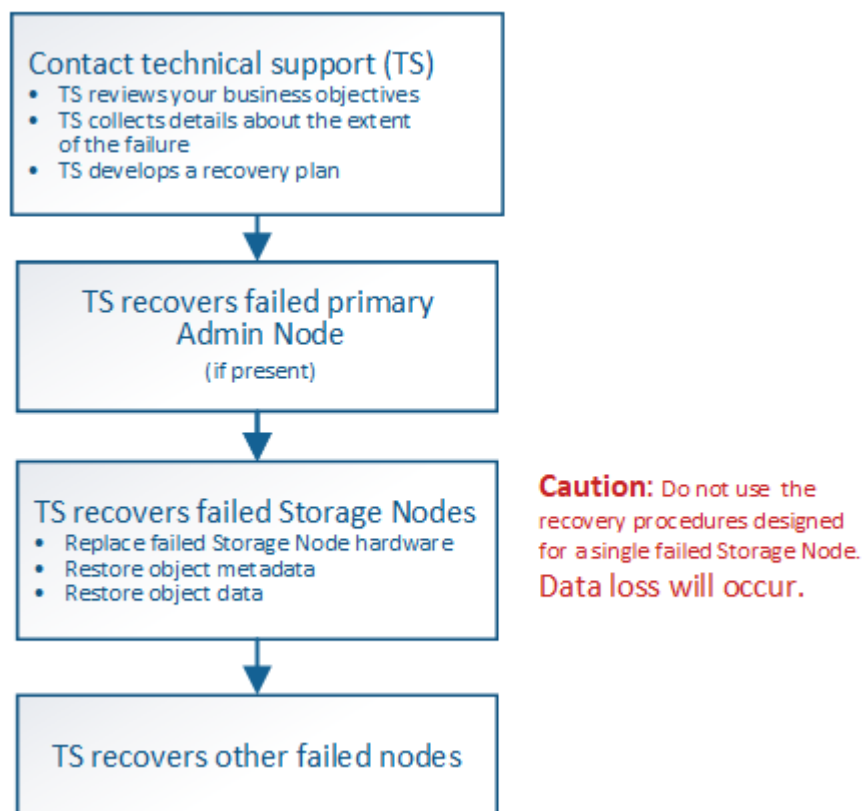 Contact technical support (TS)
• TS reviews your business objectives
• TS collects details about the extent
of the failure
• TS develops a recovery plan
TS recovers failed primary
Admin Node
(if present)
TS recovers failed Storage Nodes
• Replace failed Storage Node hardware
• Restore object metadata
• Restore object data
Caution: Do not use the
recovery procedures designed
for a single failed Storage Node.
Data loss will occur.
TS recovers other failed nodes